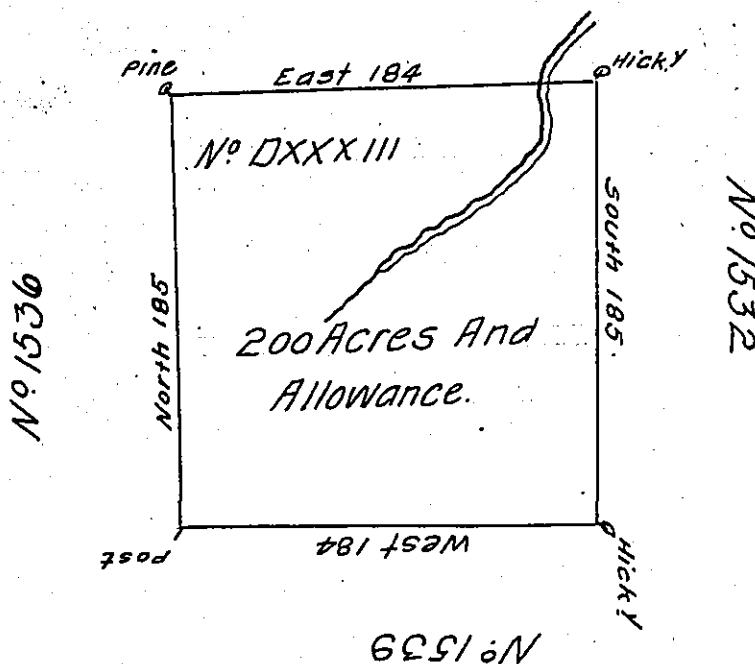 Pine
East 184
Hick.y
Nº DXXXIII
South 185
Nº 1532
North 185
Nº 1536
200 Acres And
Allowance.
Post
West 184
Hick.y
Nº 1539